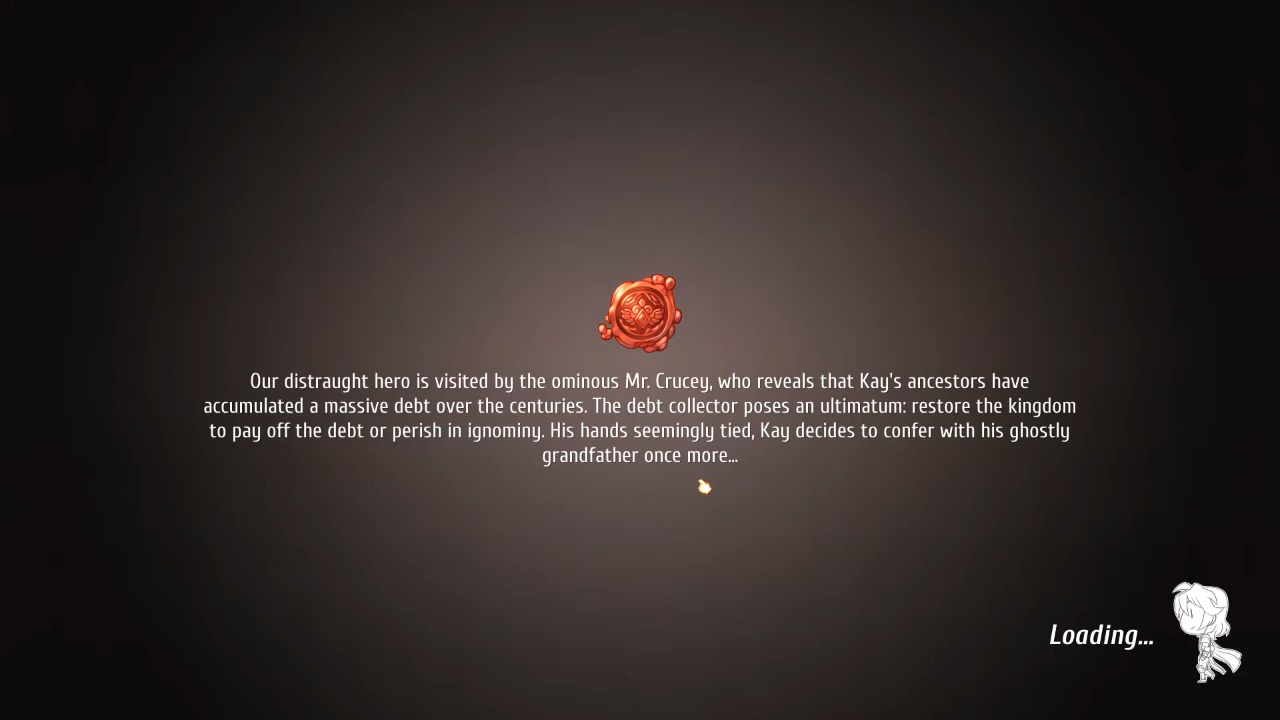 Our distraught hero is visited by the ominous Mr. Crucey, who reveals that Kay's ancestors have
accumulated a massive debt over the centuries. The debt collector poses an ultimatum: restore the kingdom
to pay off the debt or perish in ignominy. His hands seemingly tied, Kay decides to confer with his ghostly
grandfather once more...
Loading...